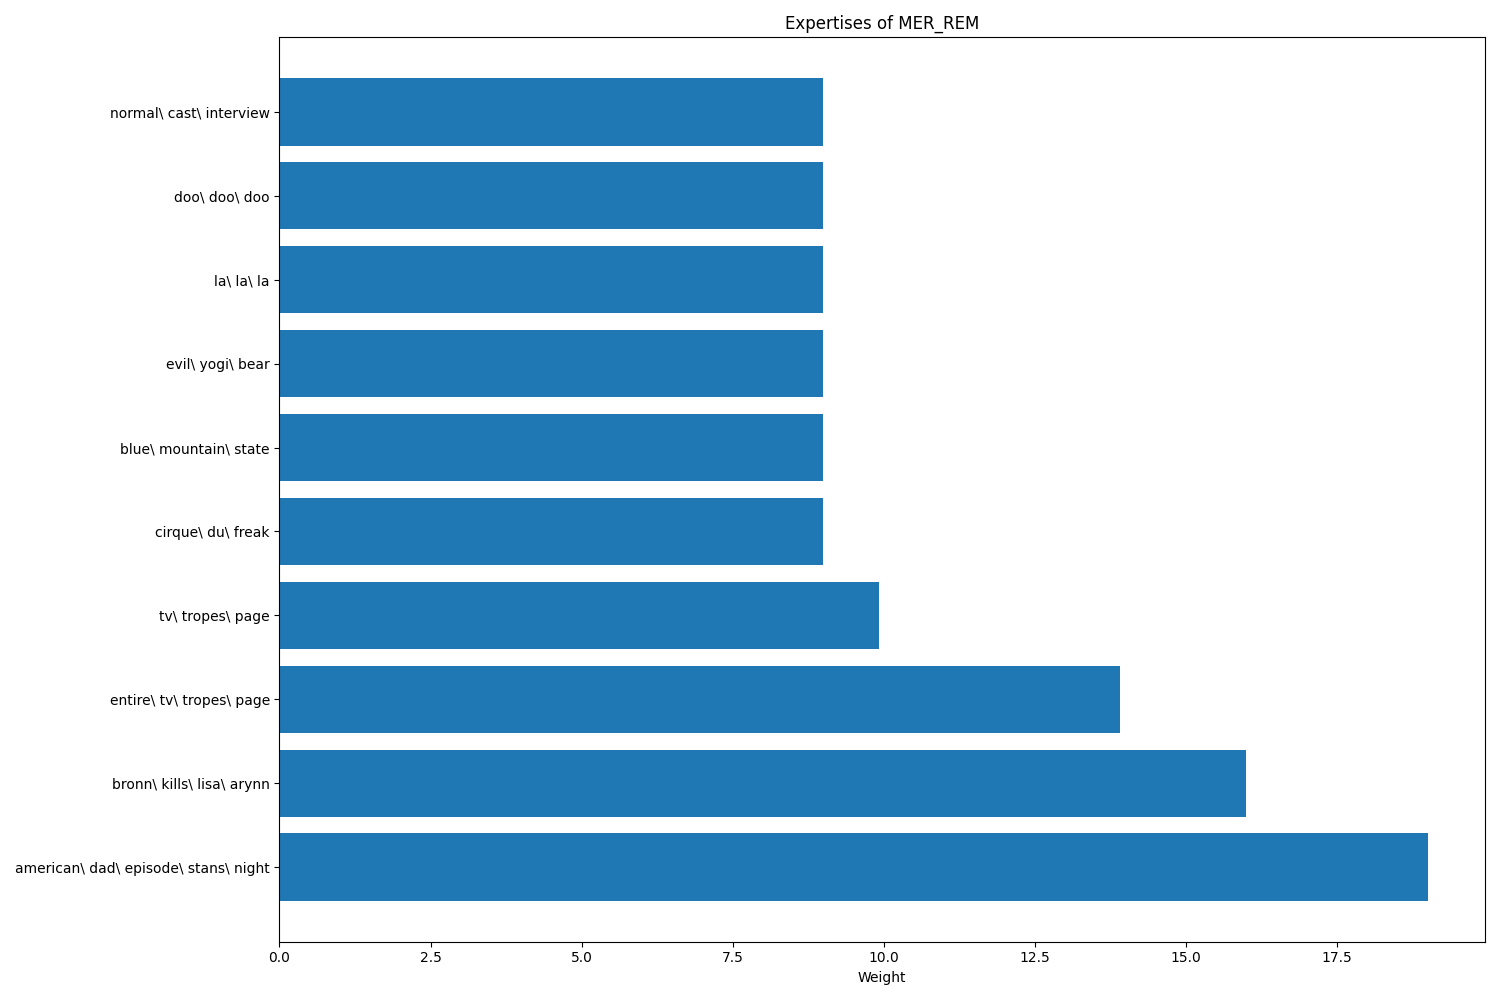 Expertises of MER_REM
normal\ cast\ interview
doo\ doo\ doo
la\ la\ la
evil\ yogi\ bear
blue\ mountain\ state
cirque\ du\ freak
tv\ tropes\ page
entire\ tv\ tropes\ page
bronn\ kills\ lisa\ arynn
american\ dad\ episode\ stans\ night
0.0 2.5 5.0 7.5 10.0 12.5 15.0 17.5
Weight